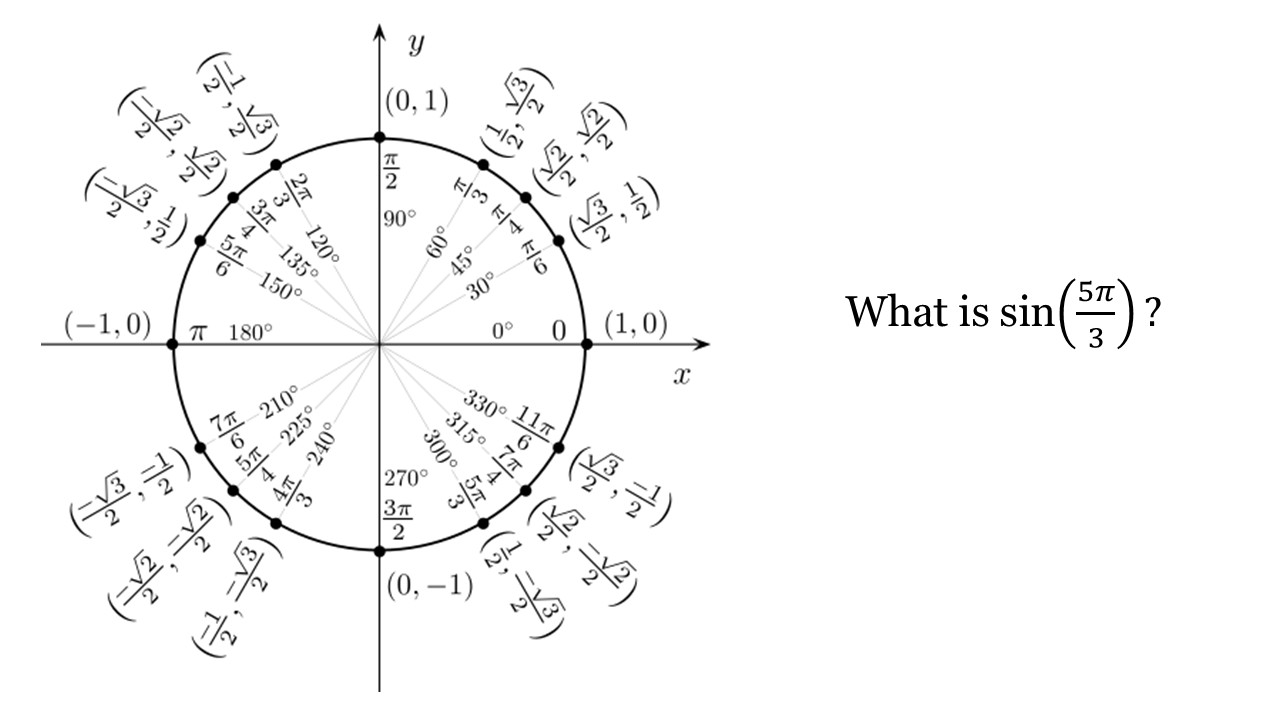 y
(0, 1)
(1/2, √3/2)
(√2/2, √2/2)
(√3/2, 1/2)
(−1/2, √3/2)
(−√2/2, √2/2)
(−√3/2, 1/2)
π/2
90°
π/3
60°
π/4
45°
π/6
30°
2π/3
120°
3π/4
135°
5π/6
150°
(−1, 0)
π 180°
0° 0
(1, 0)
x
7π/6
210°
5π/4
225°
4π/3
240°
270°
3π/2
300°
5π/3
315°
7π/4
330°
11π/6
(−√3/2, −1/2)
(−√2/2, −√2/2)
(−1/2, −√3/2)
(0, −1)
(1/2, −√3/2)
(√2/2, −√2/2)
(√3/2, −1/2)
What is sin(5π/3) ?